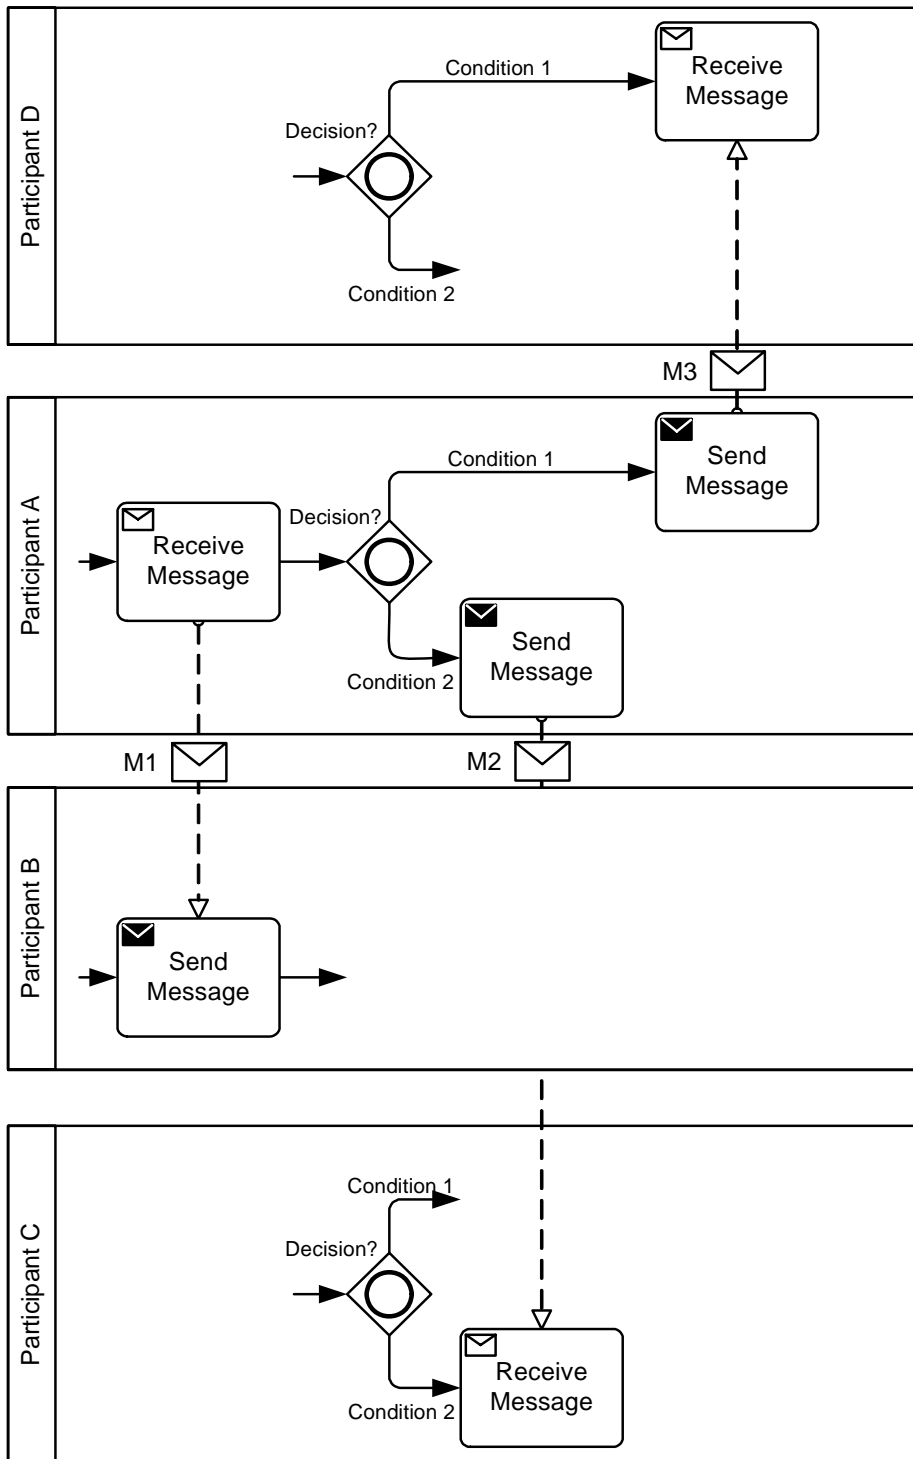 Participant D
Condition 1
Receive
Message
Decision?
Condition 2
M3
Participant A
Condition 1
Send
Message
Decision?
Receive
Message
Send
Message
Condition 2
M1
M2
Participant B
Send
Message
Participant C
Condition 1
Decision?
Receive
Message
Condition 2